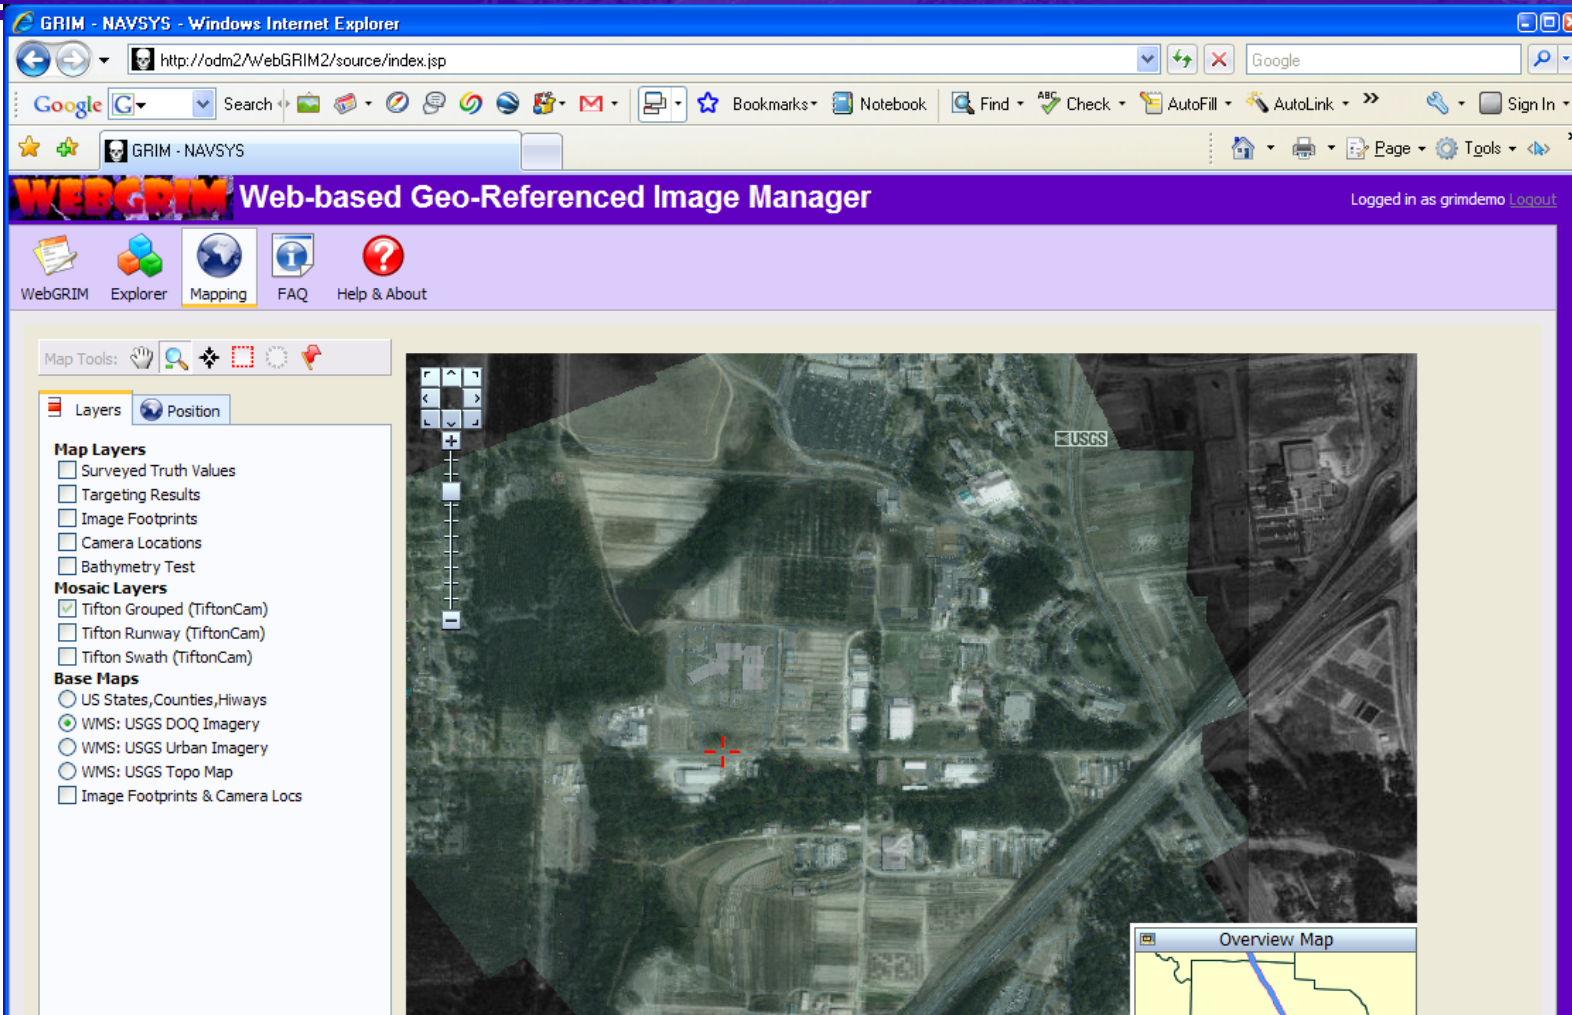 GRIM - NAVSYS - Windows Internet Explorer
http://odm2/WebGRIM2/source/index.jsp
Google
Google G Search Bookmarks Notebook Find ABC Check AutoFill AutoLink » Sign In
GRIM - NAVSYS
Page Tools
WEBGRIM Web-based Geo-Referenced Image Manager
Logged in as grimdemo Logout
WebGRIM Explorer Mapping FAQ Help & About
Map Tools:
Layers Position
Map Layers
Surveyed Truth Values
Targeting Results
Image Footprints
Camera Locations
Bathymetry Test
Mosaic Layers
Tifton Grouped (TiftonCam)
Tifton Runway (TiftonCam)
Tifton Swath (TiftonCam)
Base Maps
US States,Counties,Hiways
WMS: USGS DOQ Imagery
WMS: USGS Urban Imagery
WMS: USGS Topo Map
Image Footprints & Camera Locs
USGS
Overview Map